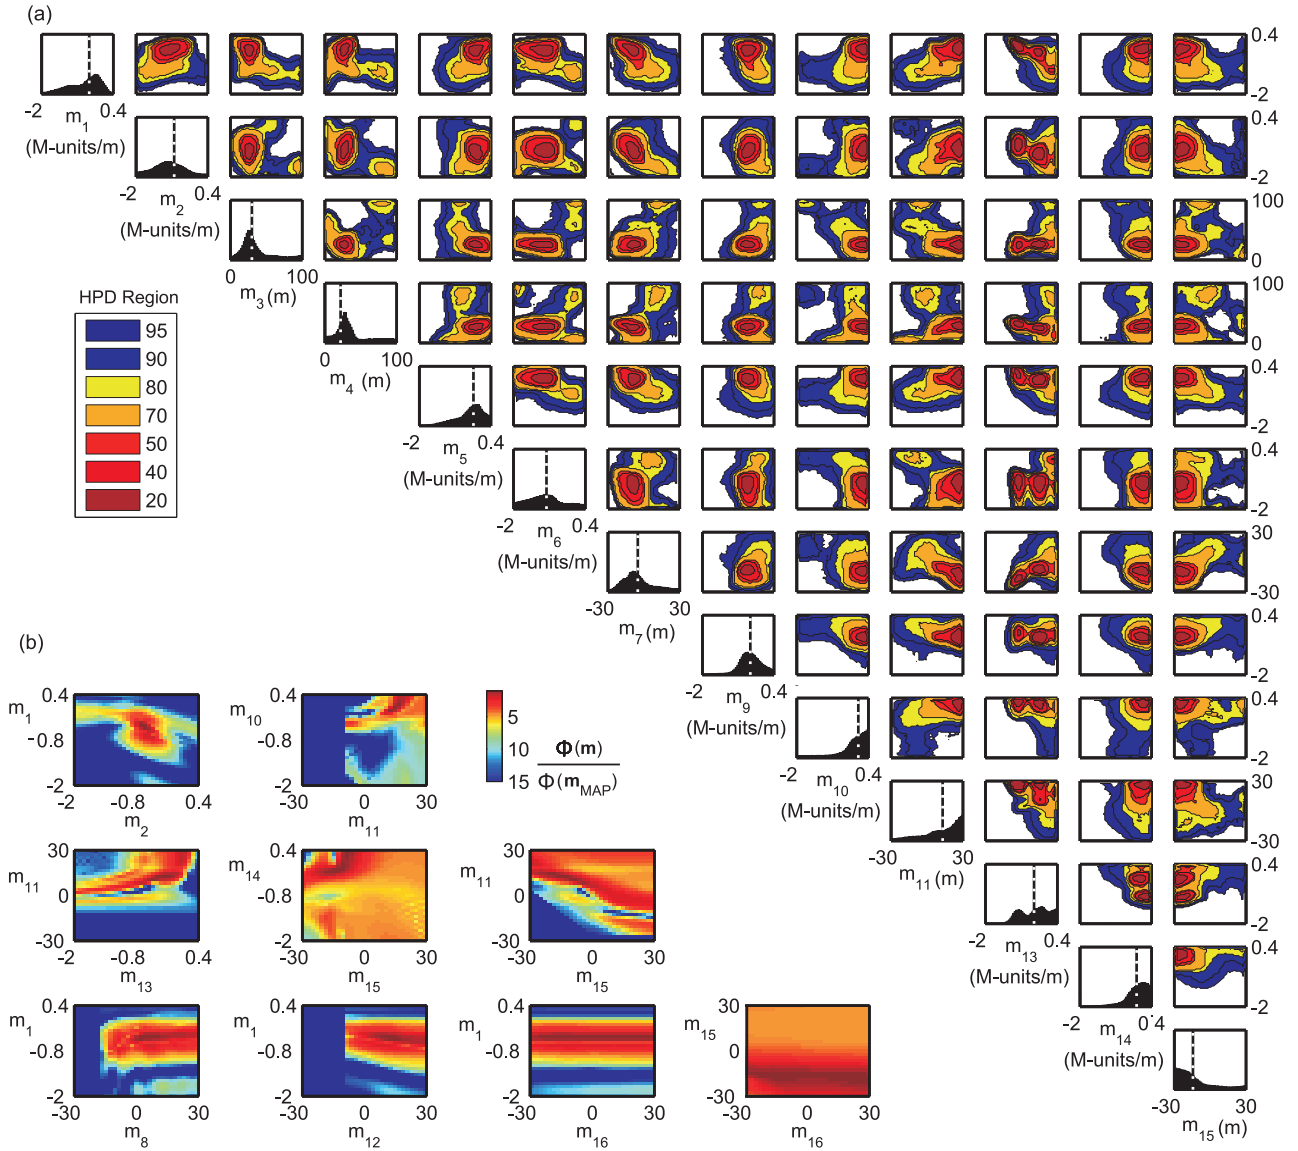 (a)
0.4
-2
-2 0.4
m1
(M-units/m)
0.4
-2
-2 0.4
m2
(M-units/m)
100
0
0 100
m3 (m)
100
0
0 100
m4 (m)
HPD Region
95
90
80
70
50
40
20
0.4
-2
-2 0.4
m5
(M-units/m)
0.4
-2
-2 0.4
m6
(M-units/m)
30
-30
-30 30
m7 (m)
0.4
-2
-2 0.4
m9
(M-units/m)
0.4
-2
-2 0.4
m10
(M-units/m)
30
-30
-30 30
m11 (m)
0.4
-2
-2 0.4
m13
(M-units/m)
0.4
-2
-2 0.4
m14
(M-units/m)
-30 30
m15 (m)
(b)
m1 0.4
-0.8
-2
-2 -0.8 0.4
m2
m10 0.4
-0.8
-2
0 30
m11
5
10
15
Φ(m)
Φ(mMAP)
m11 30
0
-30
-2 -0.8 0.4
m13
m14 0.4
-0.8
-2
-30 0 30
m15
m11 30
0
-30
-30 0 30
m15
m1 0.4
-0.8
-2
-30 0 30
m8
m1 0.4
-0.8
-2
-30 0 30
m12
m1 0.4
-0.8
-2
-30 0 30
m16
m15 30
0
-30
-30 0 30
m16